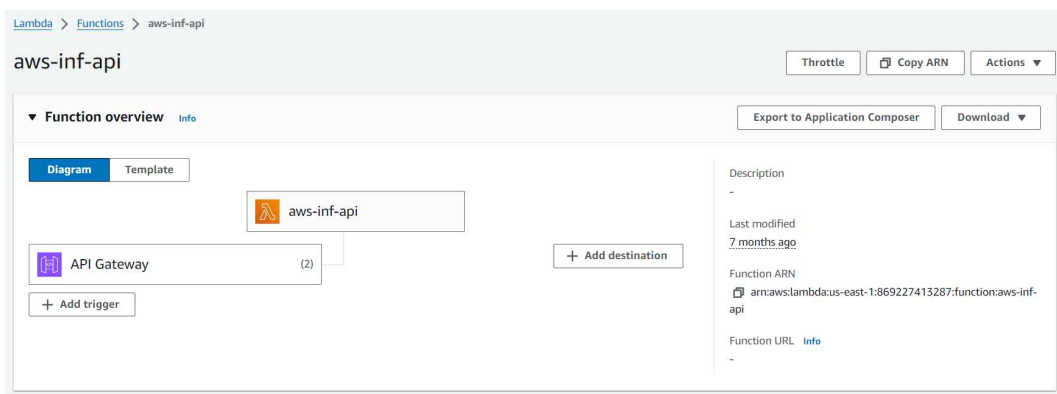 Lambda > Functions > aws-inf-api
aws-inf-api
Throttle Copy ARN Actions
Function overview Info
Export to Application Composer Download
Diagram Template
aws-inf-api
API Gateway (2)
+ Add trigger
+ Add destination
Description
-
Last modified
7 months ago
Function ARN
arn:aws:lambda:us-east-1:869227413287:function:aws-inf-
api
Function URL Info
-